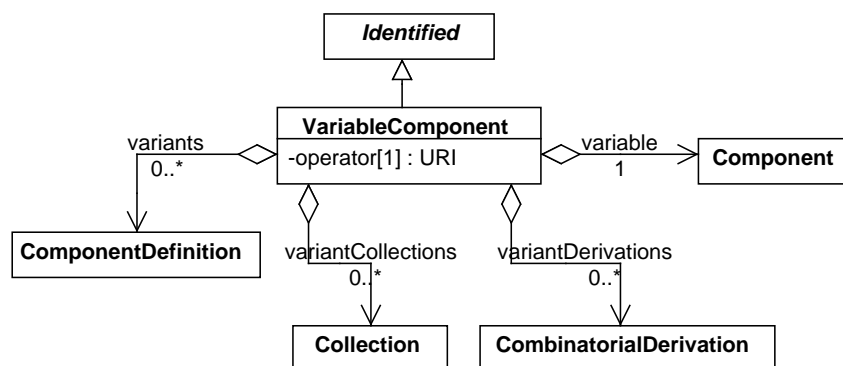 Identified
VariableComponent
-operator[1] : URI
variants
0..*
variable
1
Component
ComponentDefinition
variantCollections
0..*
variantDerivations
0..*
Collection
CombinatorialDerivation